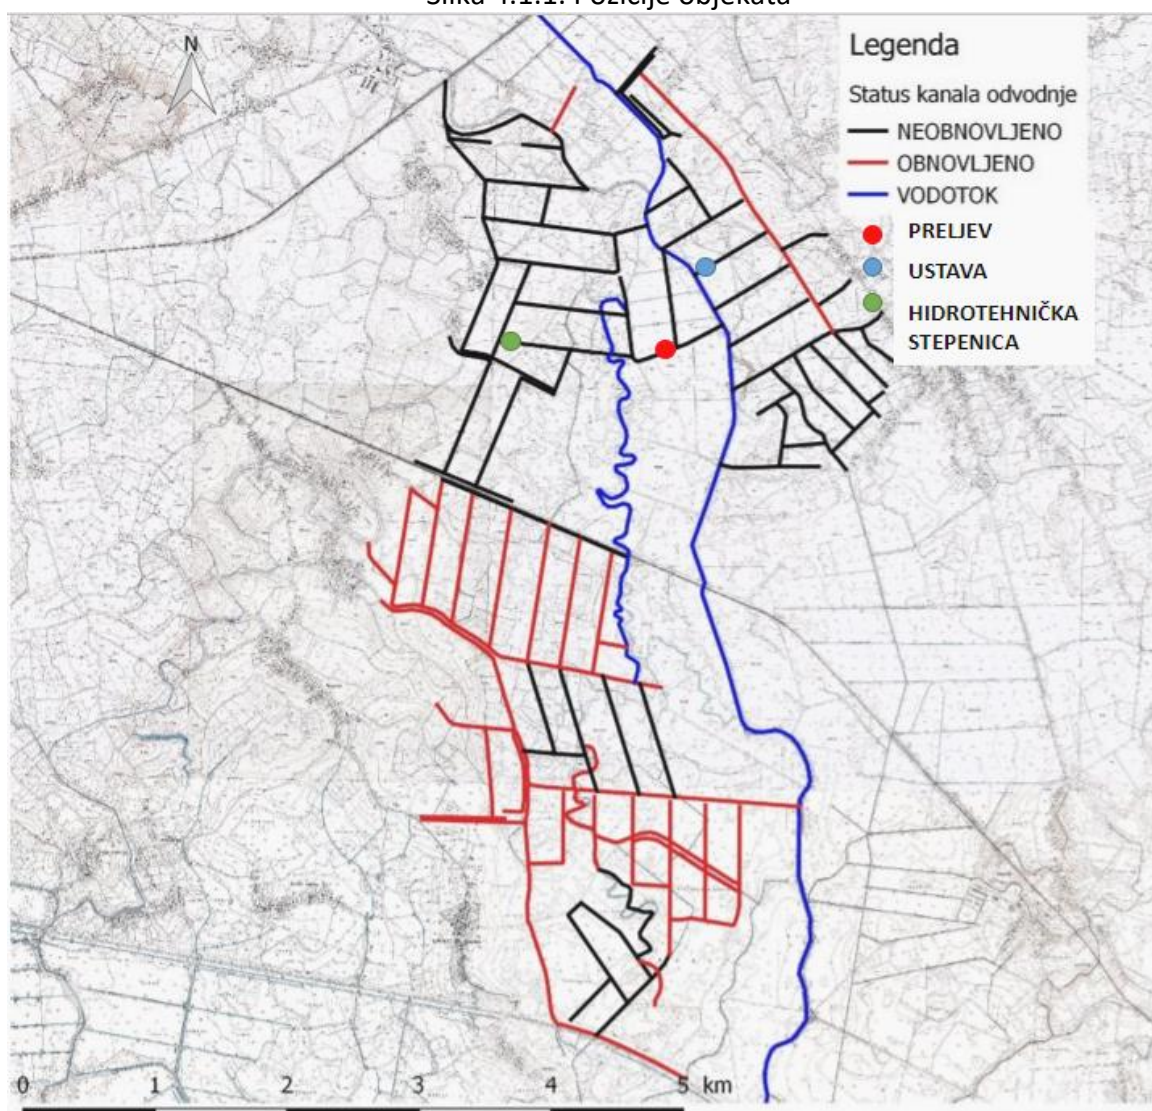 Slika 4.1.1. Pozicije objekata
N
Legenda
Status kanala odvodnje
NEOBNOVLJENO
OBNOVLJENO
VODOTOK
PRELJEV
USTAVA
HIDROTEHNIČKA
STEPENICA
0 1 2 3 4 5 km